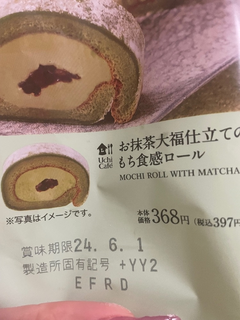 Uchi
Café
お抹茶大福仕立ての
もち食感ロール
MOCHI ROLL WITH MATCHA
本体
価格 368円 (税込397円
※写真はイメージです。
賞味期限24. 6. 1
製造所固有記号 +YY2
EFRD